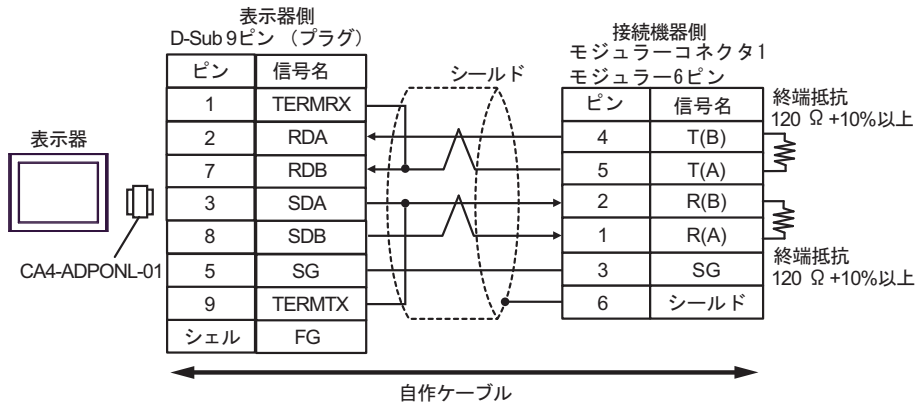 表示器側
D-Sub 9ピン （プラグ）
ピン 信号名
1 TERMRX
2 RDA
7 RDB
3 SDA
8 SDB
5 SG
9 TERMTX
シェル FG
表示器
CA4-ADPONL-01
シールド
接続機器側
モジュラーコネクタ1
モジュラー6ピン
ピン 信号名
4 T(B)
5 T(A)
2 R(B)
1 R(A)
3 SG
6 シールド
終端抵抗
120 Ω +10%以上
終端抵抗
120 Ω +10%以上
自作ケーブル